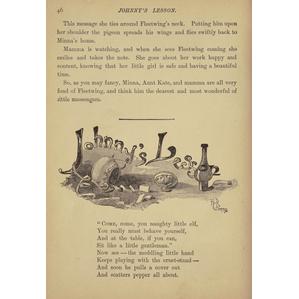 46
JOHNNY'S LESSON.
This message she ties around Fleetwing's neck. Putting him upon
her shoulder the pigeon spreads his wings and flies swiftly back to
Minna's home.
Mamma is watching, and when she sees Fleetwing coming she
smiles and takes the note. She goes about her work happy and
content, knowing that her little girl is safe and having a beautiful
time.
So, as you may fancy, Minna, Aunt Kate, and mamma are all very
fond of Fleetwing, and think him the dearest and most wonderful of
little messengers.
Johnny's Lesson
"Come, come, you naughty little elf,
You really must behave yourself,
And at the table, if you can,
Sit like a little gentleman."
Now see — the meddling little hand
Keeps playing with the cruet-stand —
And soon he pulls a cover out
And scatters pepper all about.